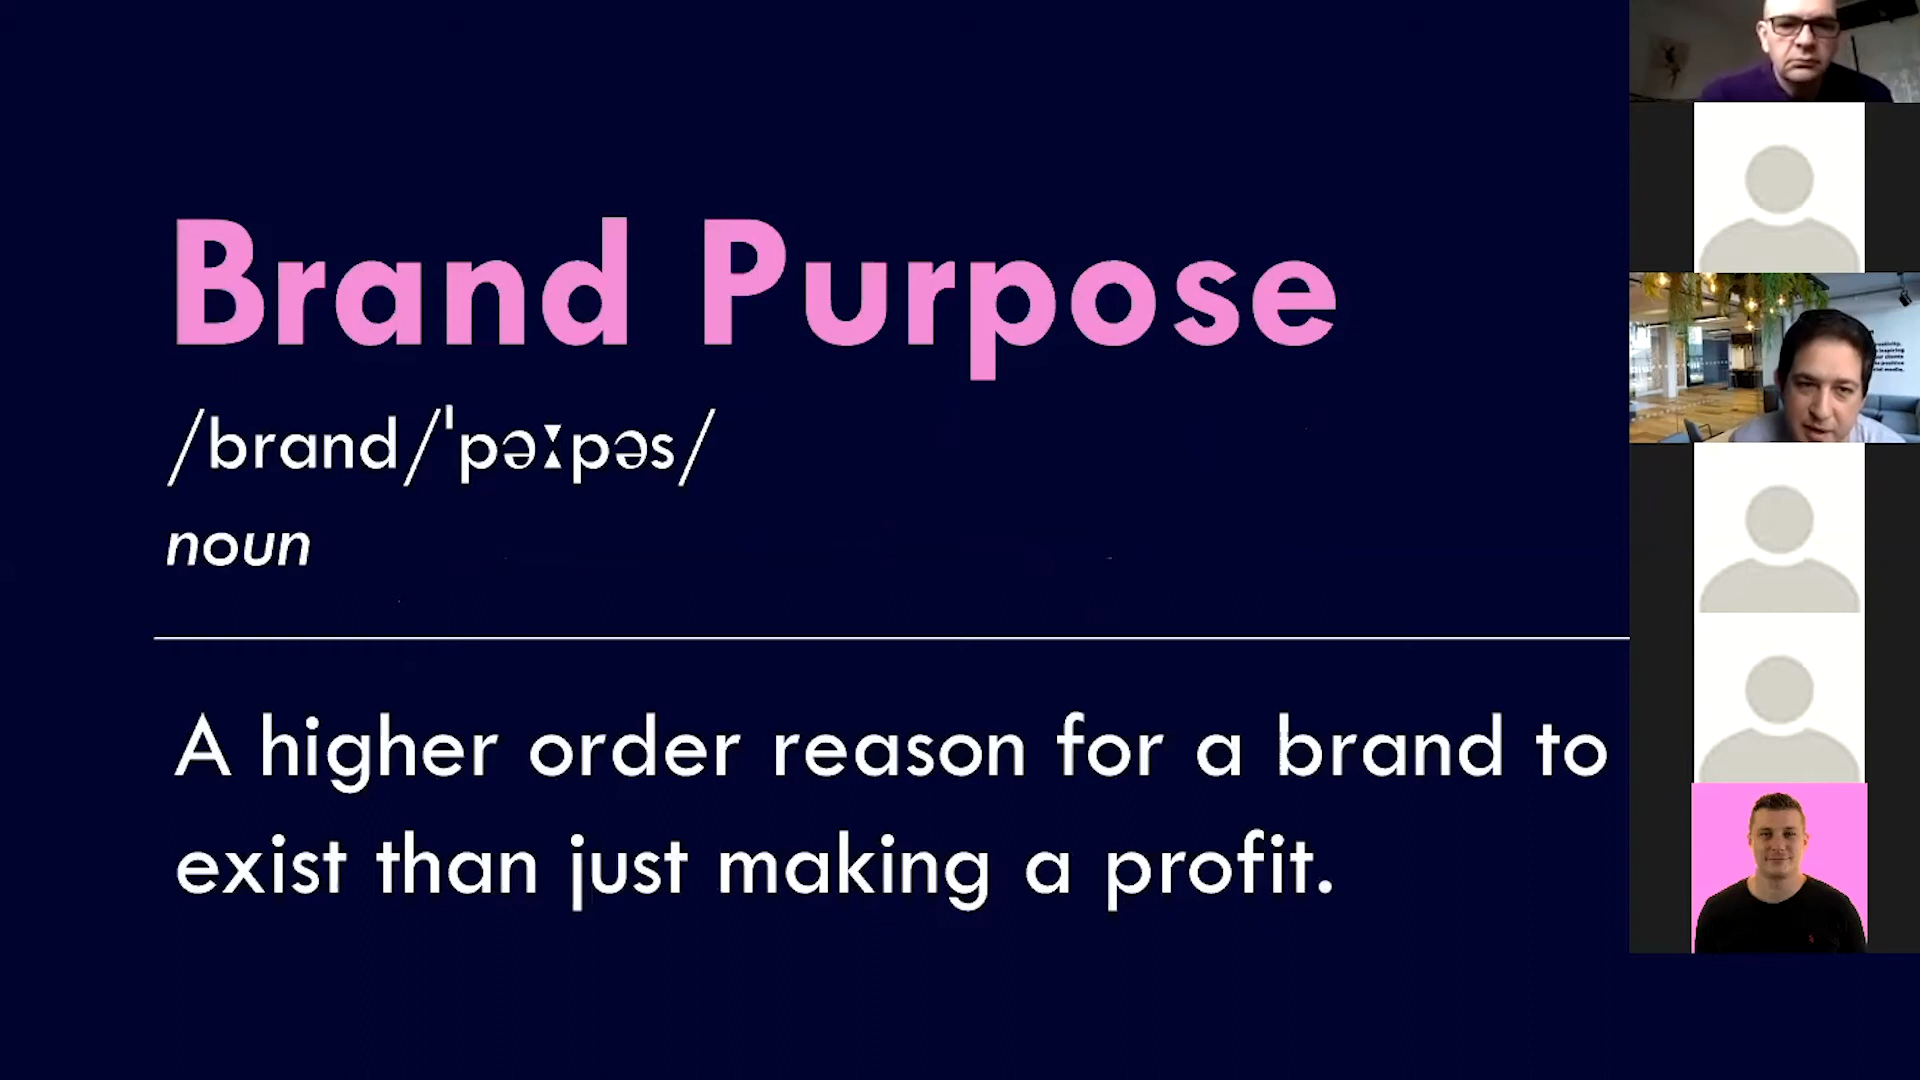 Brand Purpose
/brand/ˈpəːpəs/
noun
A higher order reason for a brand to
exist than just making a profit.